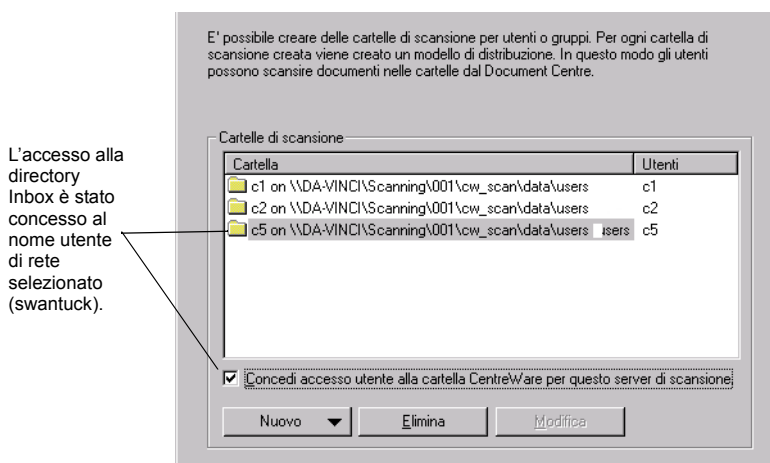 E' possibile creare delle cartelle di scansione per utenti o gruppi. Per ogni cartella di
scansione creata viene creato un modello di distribuzione. In questo modo gli utenti
possono scansire documenti nelle cartelle dal Document Centre.
L'accesso alla
directory
Inbox è stato
concesso al
nome utente
di rete
selezionato
(swantuck).
Cartelle di scansione
Cartella Utenti
c1 on \\DA-VINCI\Scanning\001\cw_scan\data\users c1
c2 on \\DA-VINCI\Scanning\001\cw_scan\data\users c2
c5 on \\DA-VINCI\Scanning\001\cw_scan\data\users c5
Concedi accesso utente alla cartella CentreWare per questo server di scansione
Nuovo Elimina Modifica